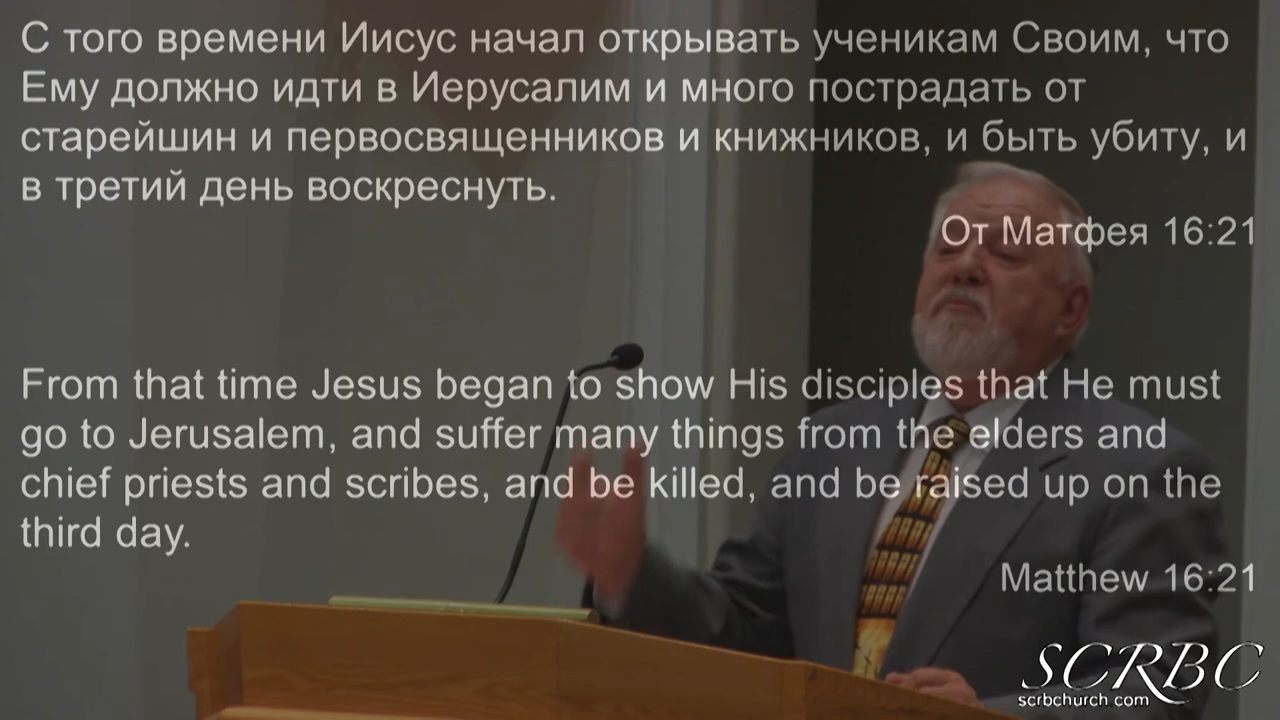 С того времени Иисус начал открывать ученикам Своим, что
Ему должно идти в Иерусалим и много пострадать от
старейшин и первосвященников и книжников, и быть убиту, и
в третий день воскреснуть.
От Матфея 16:21
From that time Jesus began to show His disciples that He must
go to Jerusalem, and suffer many things from the elders and
chief priests and scribes, and be killed, and be raised up on the
third day.
Matthew 16:21
SCRBC
scrbchurch.com